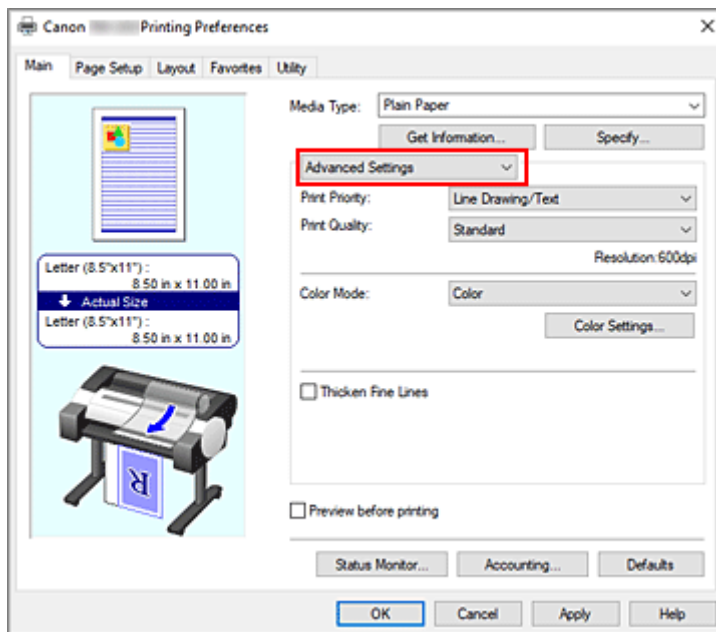 Canon Printing Preferences
Main Page Setup Layout Favorites Utility
Media Type: Plain Paper
Get Information... Specify...
Advanced Settings
Print Priority: Line Drawing/Text
Print Quality: Standard
Resolution:600dpi
Letter (8.5"x11") :
8.50 in x 11.00 in
Actual Size
Letter (8.5"x11") :
8.50 in x 11.00 in
Color Mode: Color
Color Settings...
Thicken Fine Lines
R
Preview before printing
Status Monitor... Accounting... Defaults
OK Cancel Apply Help